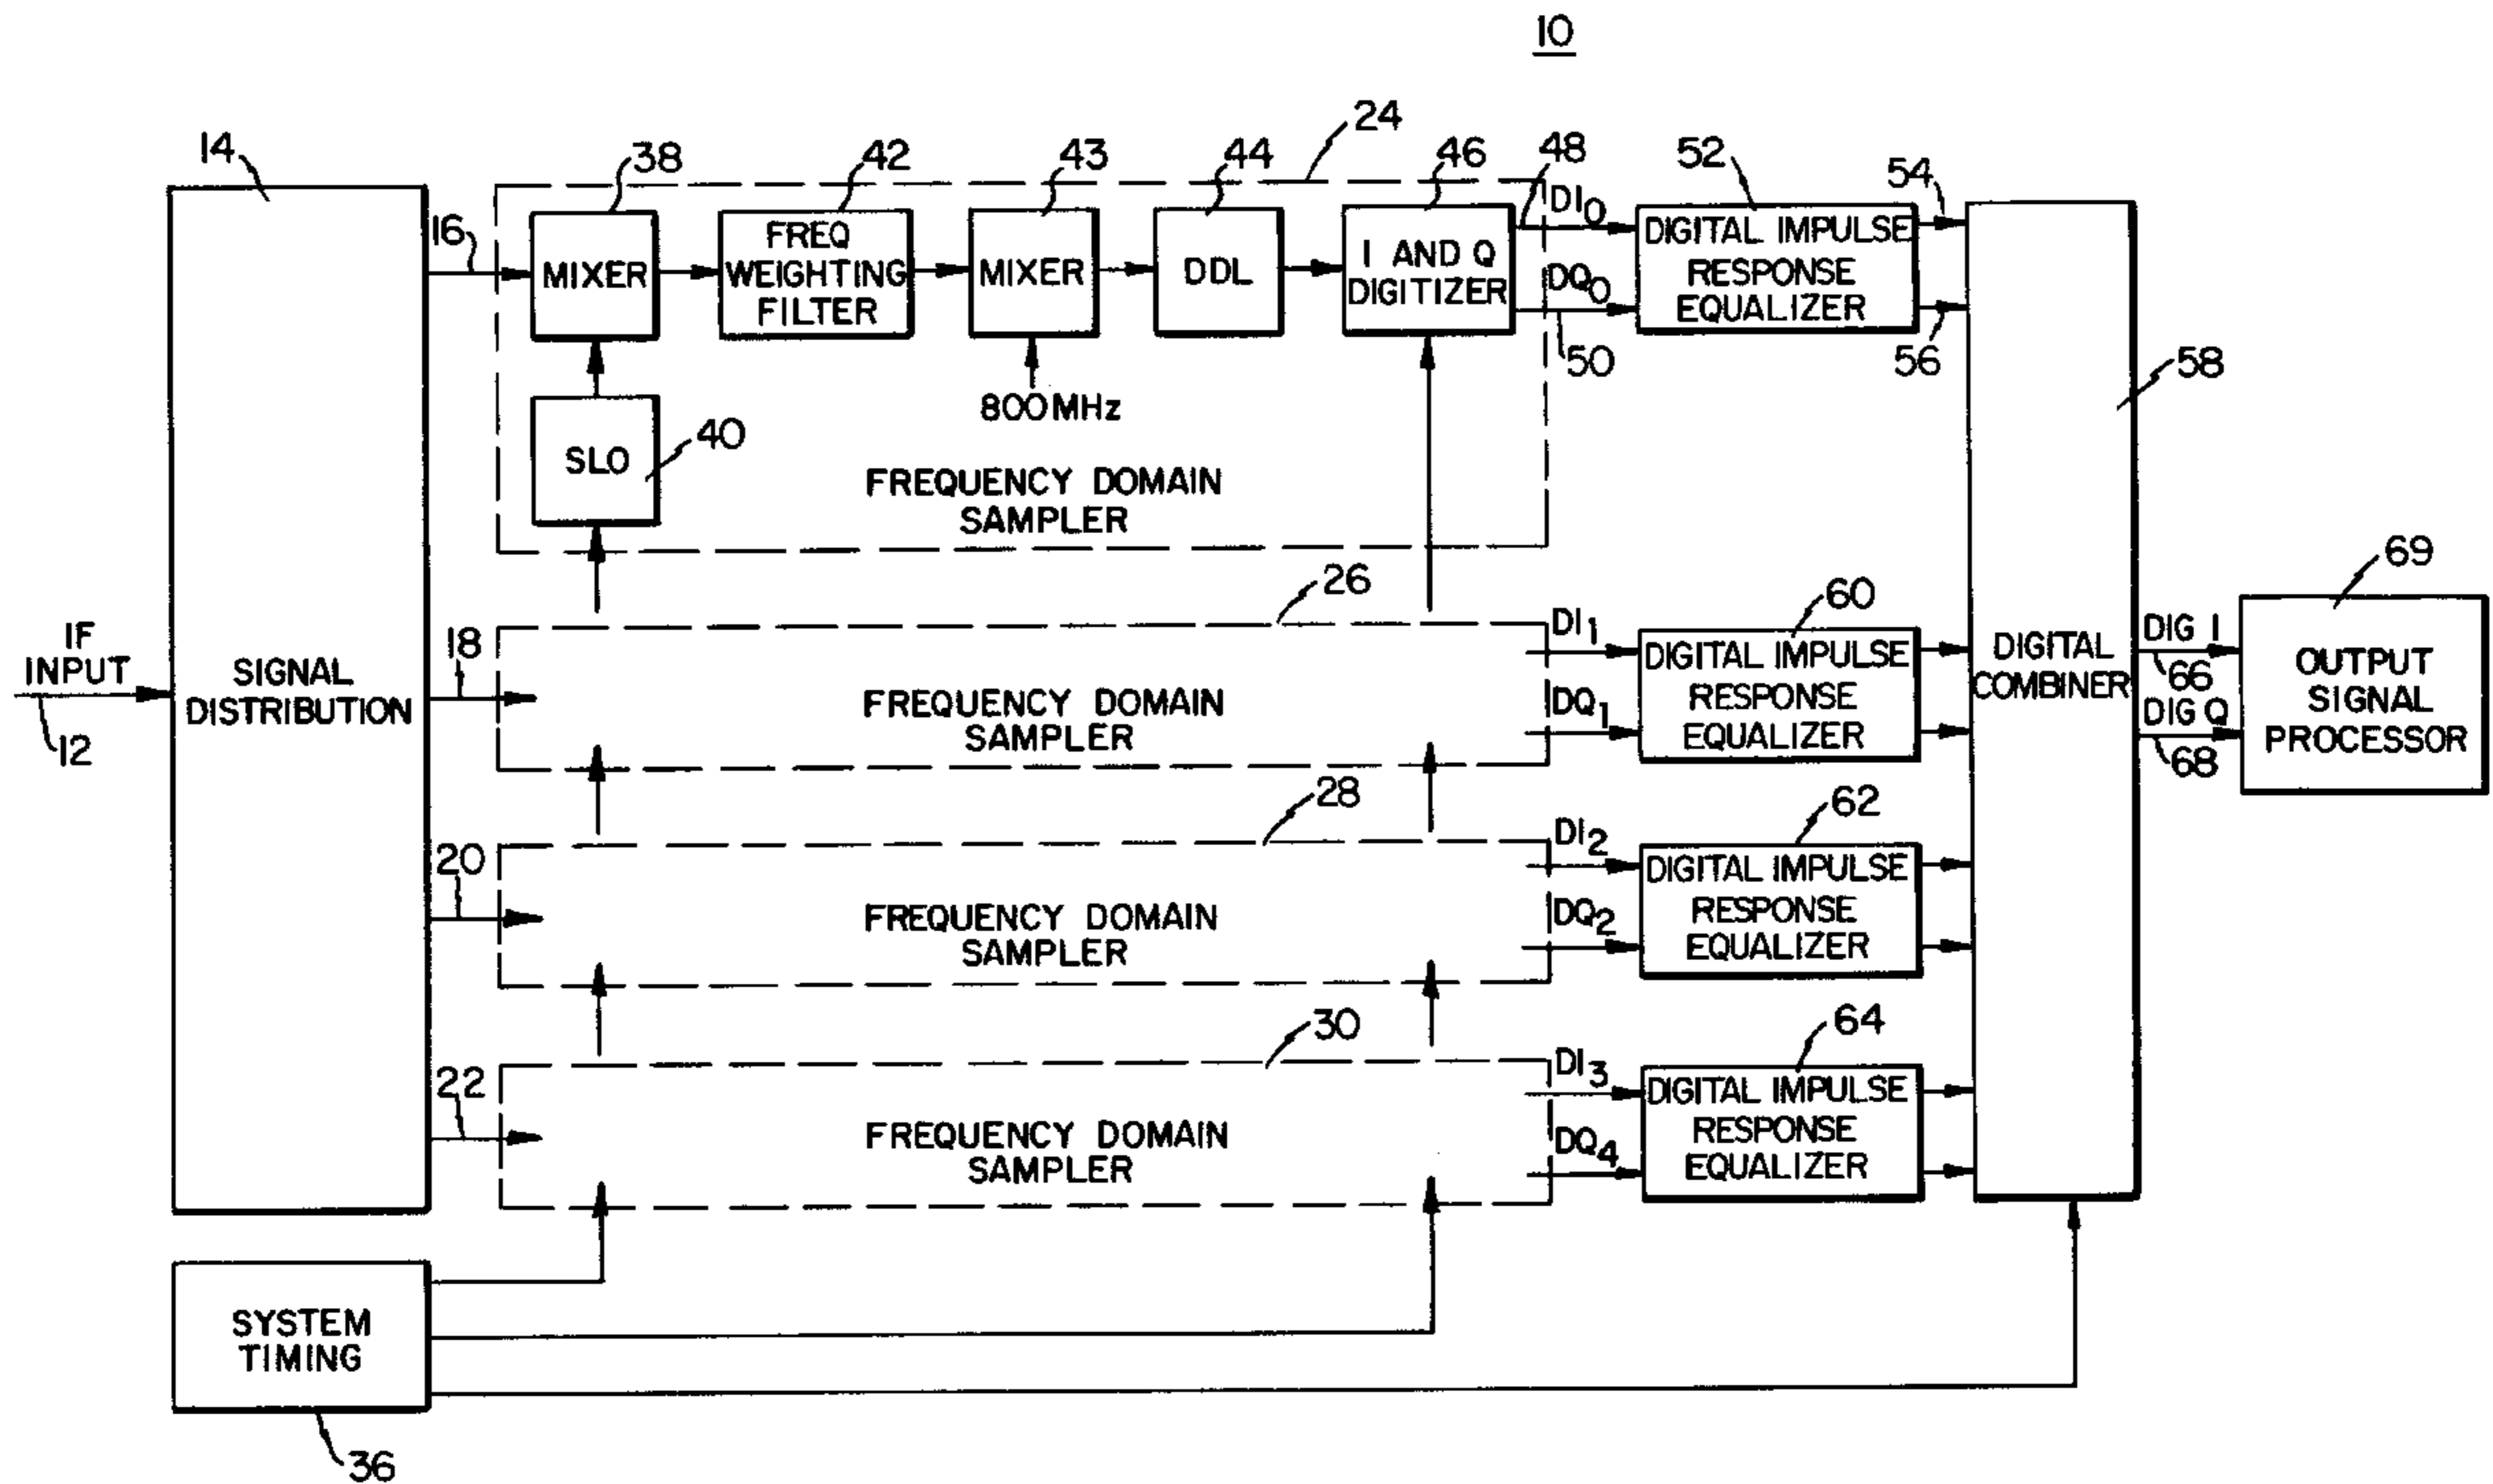 10
14
38
42
43
44
46
24
48
52
54
16
MIXER
FREQ
WEIGHTING
FILTER
MIXER
DDL
I AND Q
DIGITIZER
DI0
DQ0
50
DIGITAL IMPULSE
RESPONSE
EQUALIZER
56
58
800MHz
SLO
40
FREQUENCY DOMAIN
SAMPLER
26
IF
INPUT
12
SIGNAL
DISTRIBUTION
18
FREQUENCY DOMAIN
SAMPLER
DI1
DQ1
60
DIGITAL IMPULSE
RESPONSE
EQUALIZER
DIGITAL
COMBINER
DIG I
66
DIG Q
68
69
OUTPUT
SIGNAL
PROCESSOR
28
20
FREQUENCY DOMAIN
SAMPLER
DI2
DQ2
62
DIGITAL IMPULSE
RESPONSE
EQUALIZER
30
22
FREQUENCY DOMAIN
SAMPLER
DI3
DQ4
64
DIGITAL IMPULSE
RESPONSE
EQUALIZER
SYSTEM
TIMING
36